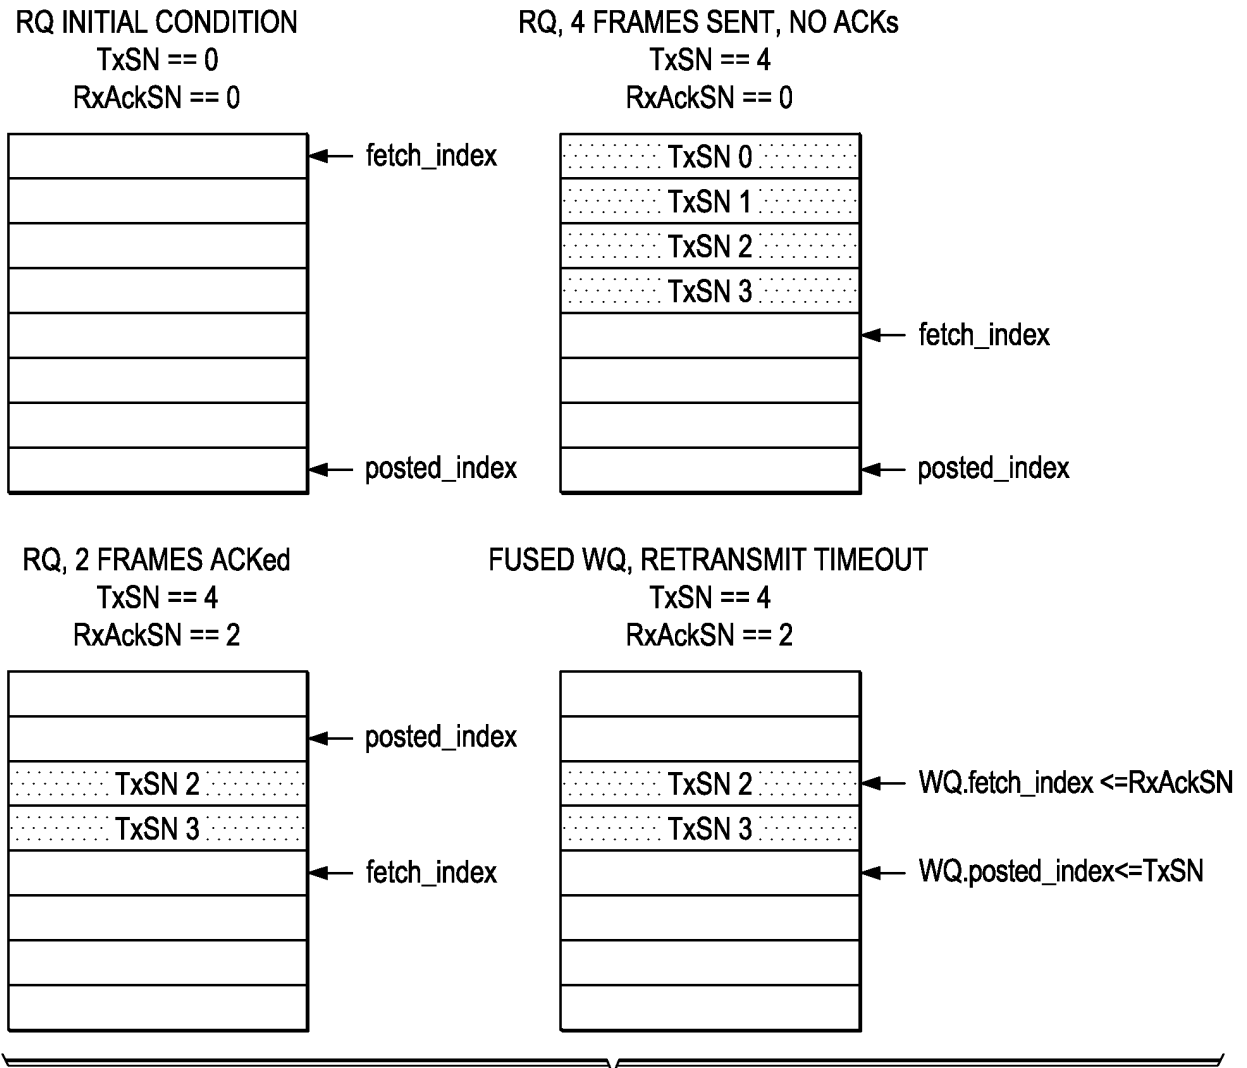 RQ INITIAL CONDITION
TxSN == 0
RxAckSN == 0
fetch_index
posted_index
RQ, 4 FRAMES SENT, NO ACKs
TxSN == 4
RxAckSN == 0
TxSN 0
TxSN 1
TxSN 2
TxSN 3
fetch_index
posted_index
RQ, 2 FRAMES ACKed
TxSN == 4
RxAckSN == 2
posted_index
TxSN 2
TxSN 3
fetch_index
FUSED WQ, RETRANSMIT TIMEOUT
TxSN == 4
RxAckSN == 2
TxSN 2
WQ.fetch_index <=RxAckSN
TxSN 3
WQ.posted_index<=TxSN